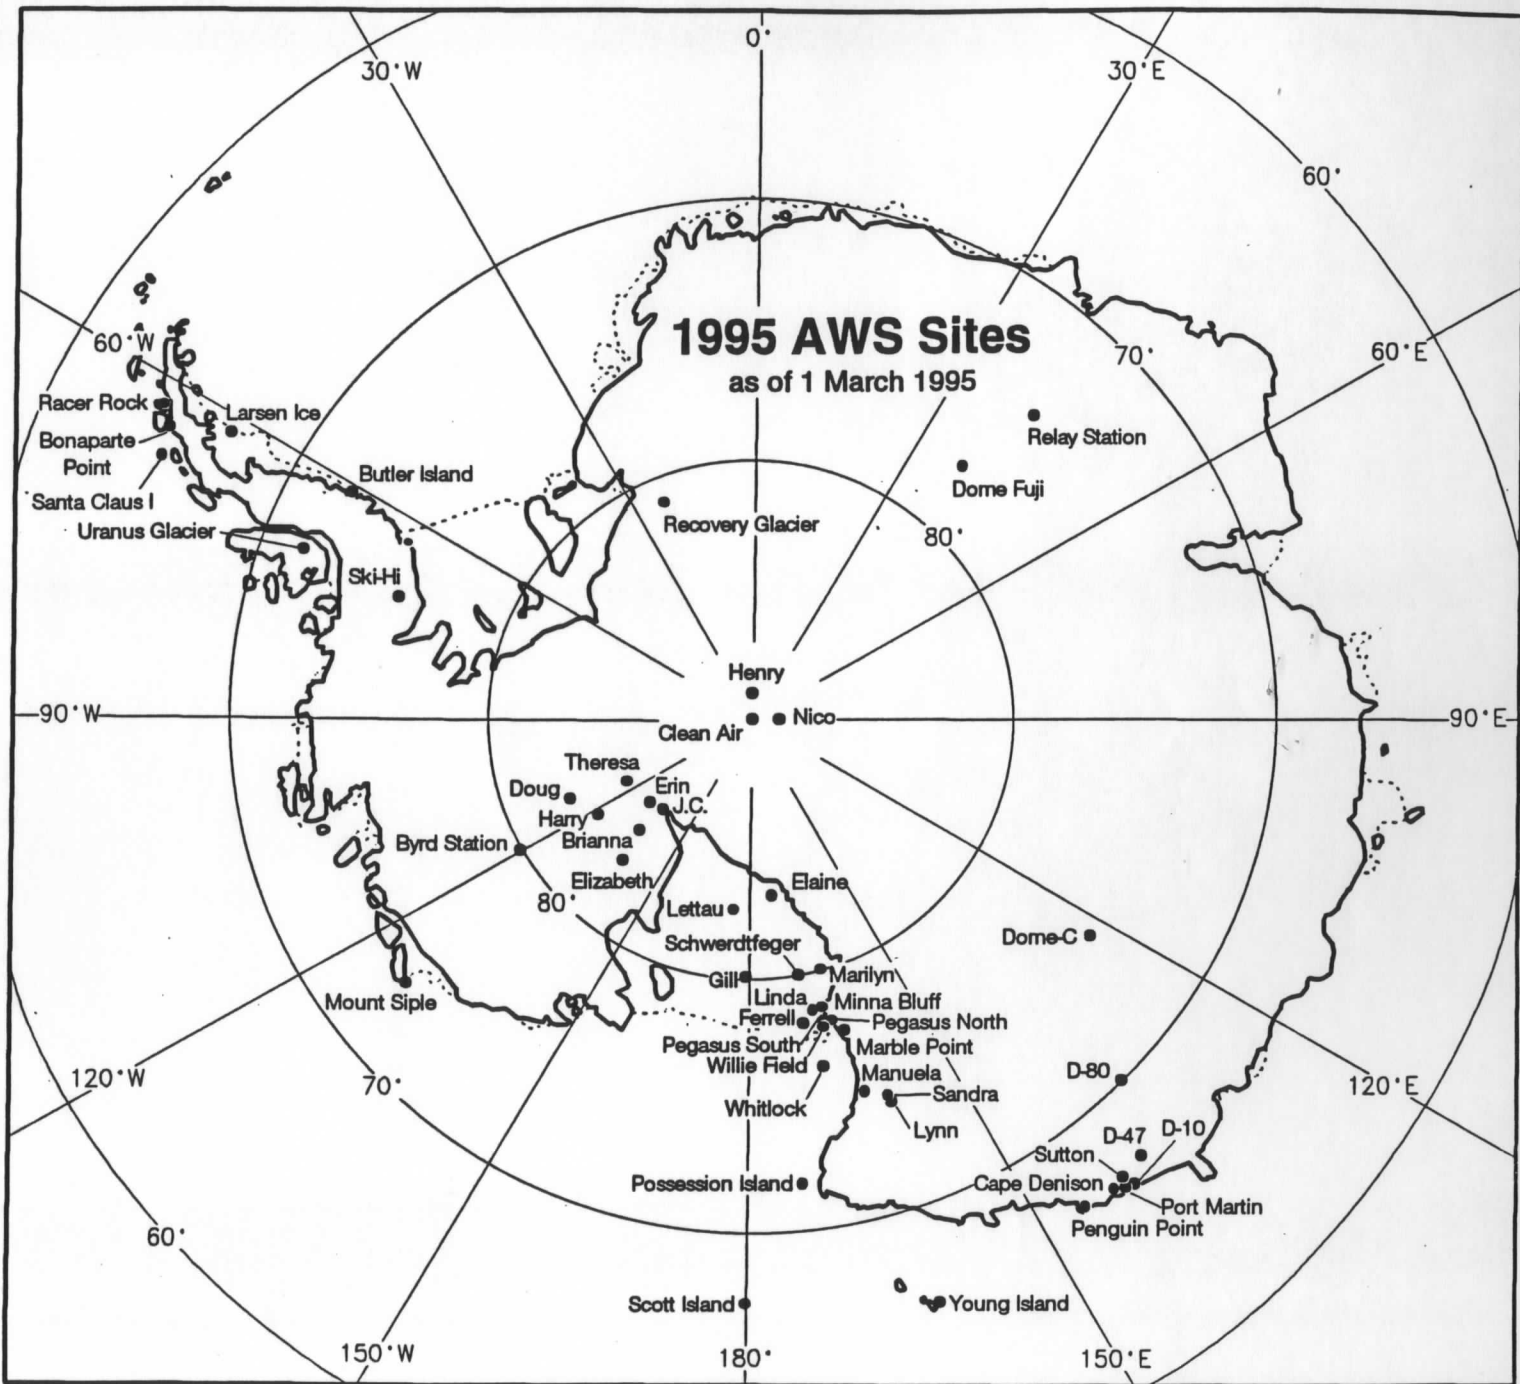 0°
30°W
30°E
60°
1995 AWS Sites
as of 1 March 1995
60°W
60°E
70°
Racer Rock
Larsen Ice
Bonaparte
Point
Relay Station
Santa Claus I
Butler Island
Dome Fuji
Uranus Glacier
Recovery Glacier
80°
Ski-Hi
Henry
90°W
Clean Air
Nico
90°E
Theresa
Doug
Erin
J.C.
Harry
Brianna
Byrd Station
Elizabeth
Elaine
80°
Lettau
Schwerdtfeger
Dome-C
Gill
Marilyn
Mount Siple
Linda
Minna Bluff
Ferrell
Pegasus North
Pegasus South
Marble Point
Willie Field
Manuela
D-80
120°W
70°
Sandra
120°E
Whitlock
Lynn
D-47
D-10
Sutton
Possession Island
Cape Denison
Port Martin
Penguin Point
60°
Scott Island
Young Island
150°W
180°
150°E